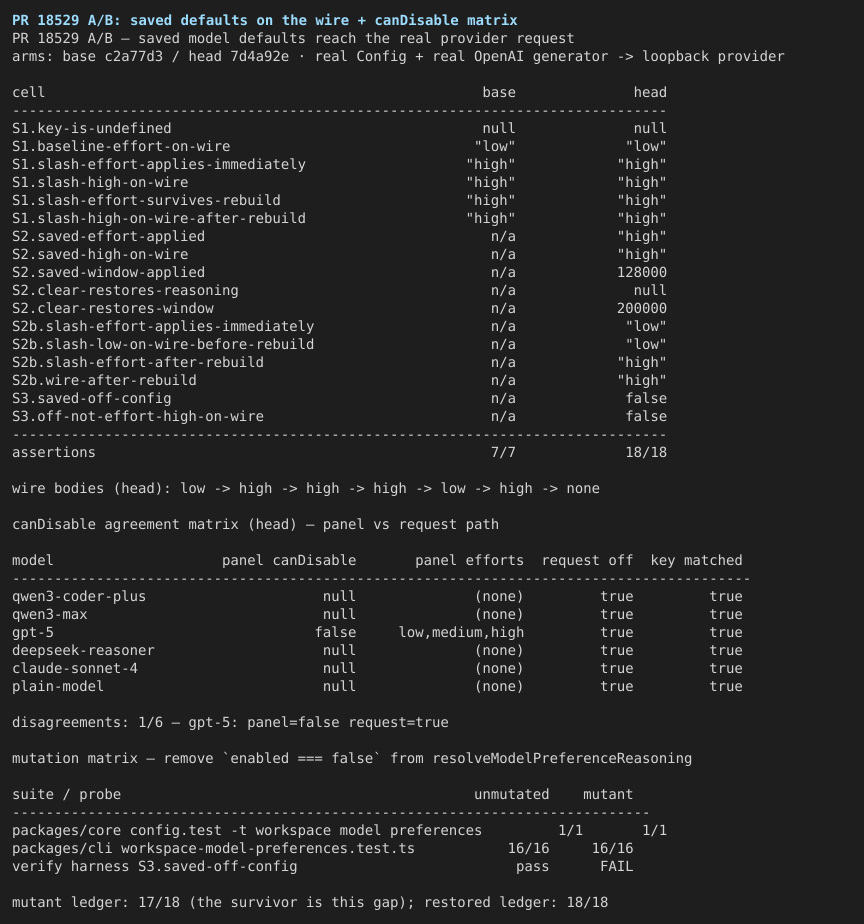 PR 18529 A/B: saved defaults on the wire + canDisable matrix
PR 18529 A/B — saved model defaults reach the real provider request
arms: base c2a77d3 / head 7d4a92e · real Config + real OpenAI generator -> loopback provider
cell base head
---------------------------------------------------------------------------------
S1.key-is-undefined null null
S1.baseline-effort-on-wire "low" "low"
S1.slash-effort-applies-immediately "high" "high"
S1.slash-high-on-wire "high" "high"
S1.slash-effort-survives-rebuild "high" "high"
S1.slash-high-on-wire-after-rebuild "high" "high"
S2.saved-effort-applied n/a "high"
S2.saved-high-on-wire n/a "high"
S2.saved-window-applied n/a 128000
S2.clear-restores-reasoning n/a null
S2.clear-restores-window n/a 200000
S2b.slash-effort-applies-immediately n/a "low"
S2b.slash-low-on-wire-before-rebuild n/a "low"
S2b.slash-effort-after-rebuild n/a "high"
S2b.wire-after-rebuild n/a "high"
S3.saved-off-config n/a false
S3.off-not-effort-high-on-wire n/a false
---------------------------------------------------------------------------------
assertions 7/7 18/18
wire bodies (head): low -> high -> high -> high -> low -> high -> none
canDisable agreement matrix (head) — panel vs request path
model panel canDisable panel efforts request off key matched
-------------------------------------------------------------------------------------------
qwen3-coder-plus null (none) true true
qwen3-max null (none) true true
gpt-5 false low,medium,high true true
deepseek-reasoner null (none) true true
claude-sonnet-4 null (none) true true
plain-model null (none) true true
disagreements: 1/6 — gpt-5: panel=false request=true
mutation matrix — remove `enabled === false` from resolveModelPreferenceReasoning
suite / probe unmutated mutant
-------------------------------------------------------------------------------
packages/core config.test -t workspace model preferences 1/1 1/1
packages/cli workspace-model-preferences.test.ts 16/16 16/16
verify harness S3.saved-off-config pass FAIL
mutant ledger: 17/18 (the survivor is this gap); restored ledger: 18/18